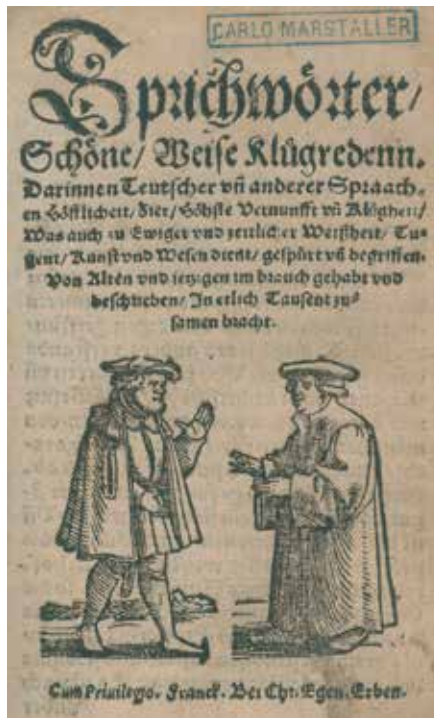 CARLO MARSTALLER
Sprichwörter/
Schöne/ Weise Klůgredenn.
Darinnen Teutscher vñ anderer Spraach-
en Höfflicheit/ Zier/ Höhste Vernunfft vñ Klůgheit/
Was auch zu Ewiger vnd zeitlicher Weißheit/ Tu-
gent/ Kunst vnd Wesen dient/ gespürt vñ begriffen.
Von Alten vnd jetzigen im brauch gehabt vnd
beschrieben/ In etlich Tausent zu-
samen bracht.
Cum Priuilegio. Franckf. Bei Chr. Egen. Erben.